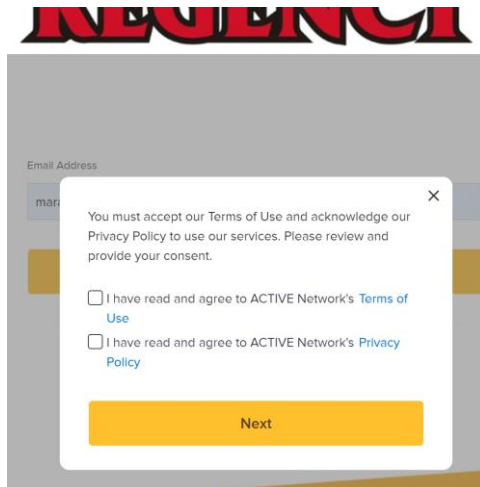 REGENCY
Email Address
mara
You must accept our Terms of Use and acknowledge our
Privacy Policy to use our services. Please review and
provide your consent.
I have read and agree to ACTIVE Network's Terms of
Use
I have read and agree to ACTIVE Network's Privacy
Policy
Next